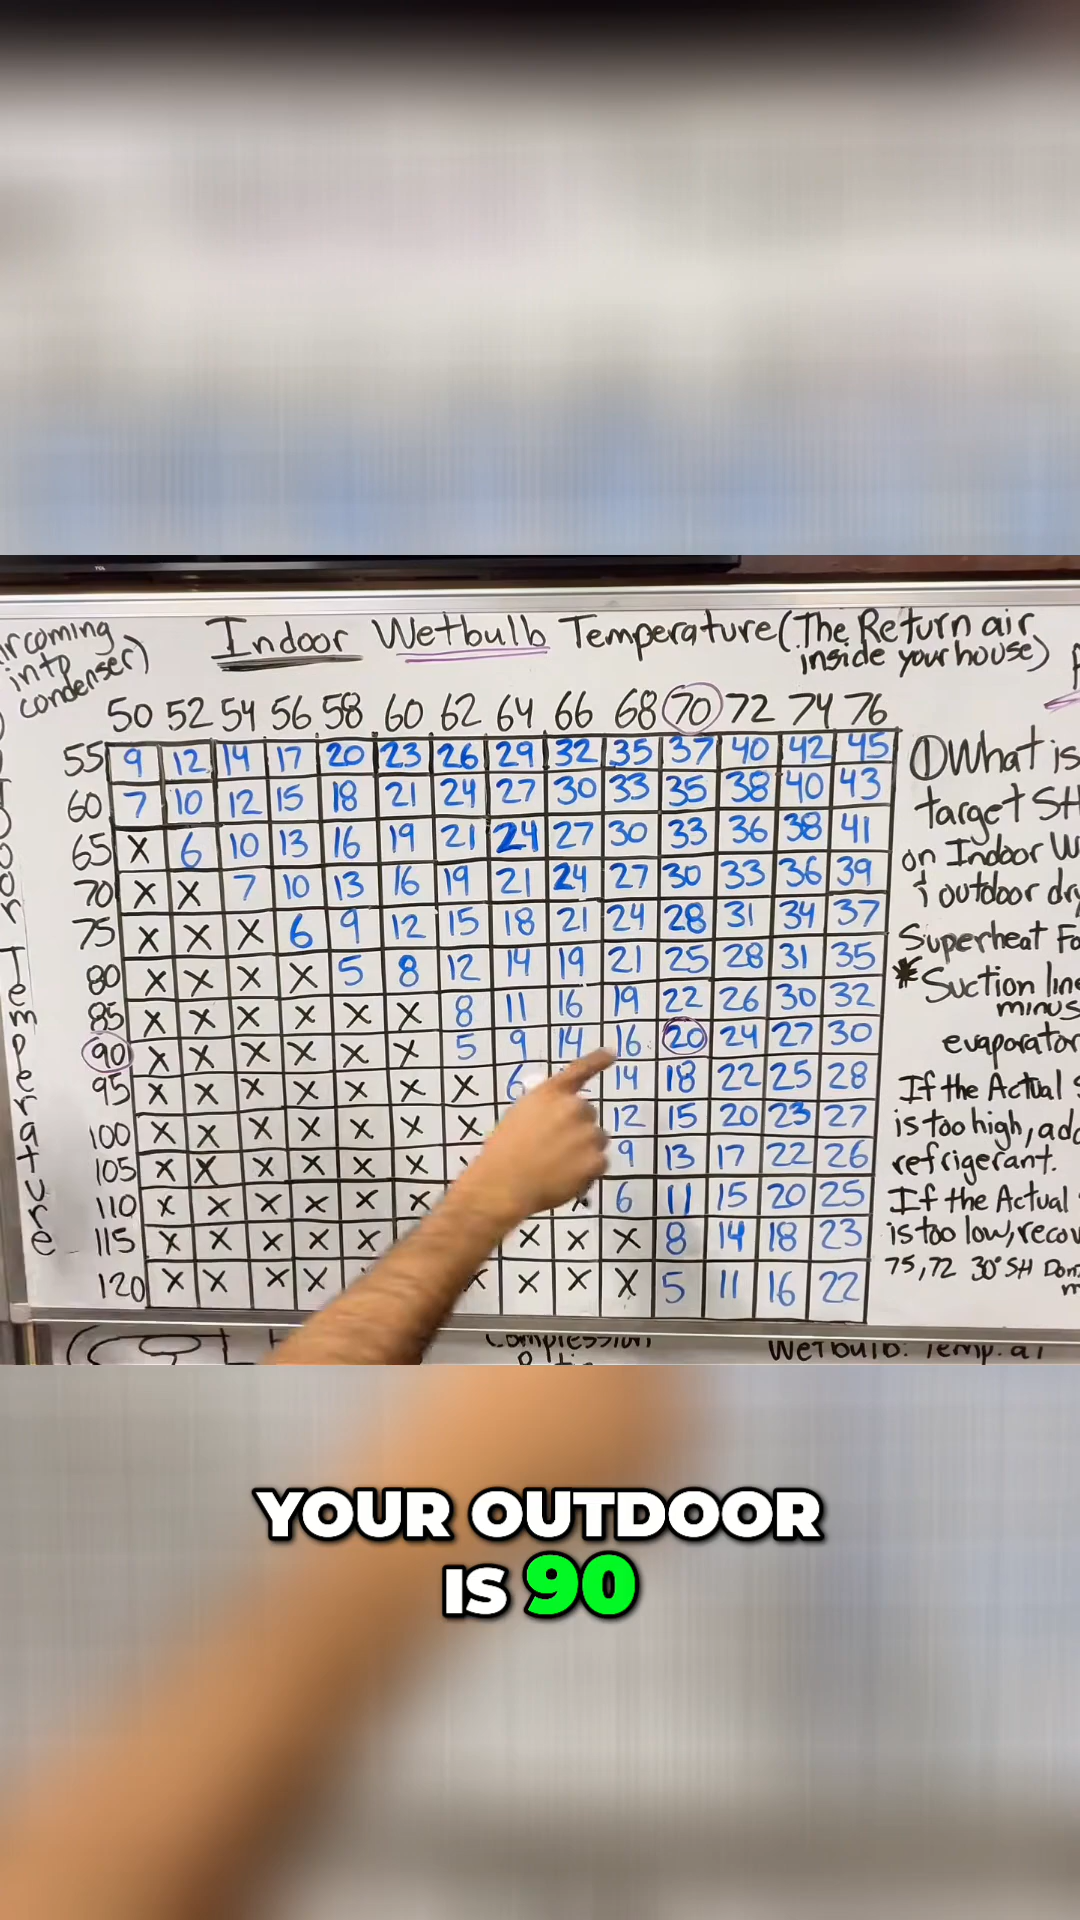 Indoor Wetbulb Temperature (The Return air
inside your house)
into
condenser)
50 52 54 56 58 60 62 64 66 68 70 72 74 76
55 9 12 14 17 20 23 26 29 32 35 37 40 42 45
60 7 10 12 15 18 21 24 27 30 33 35 38 40 43
65 X 6 10 13 16 19 21 24 27 30 33 36 38 41
70 X X 7 10 13 16 19 21 24 27 30 33 36 39
75 X X X 6 9 12 15 18 21 24 28 31 34 37
80 X X X X 5 8 12 14 19 21 25 28 31 35
85 X X X X X X 8 11 16 19 22 26 30 32
90 X X X X X X 5 9 14 16 20 24 27 30
95 X X X X X X X 6 14 18 22 25 28
100 X X X X X X X 12 15 20 23 27
105 X X X X X X 9 13 17 22 26
110 X X X X X X X 6 11 15 20 25
115 X X X X X X X X 8 14 18 23
120 X X X X X X X 5 11 16 22
Temperature
①What is
target SH
on Indoor W
& outdoor dry
Superheat Fo
*Suction line
minus
evaporator
If the Actual
is too high, add
refrigerant.
If the Actual
is too low, recov
75, 72 30° SH
Compression
Wetbulb: Temp. at
YOUR OUTDOOR
IS 90